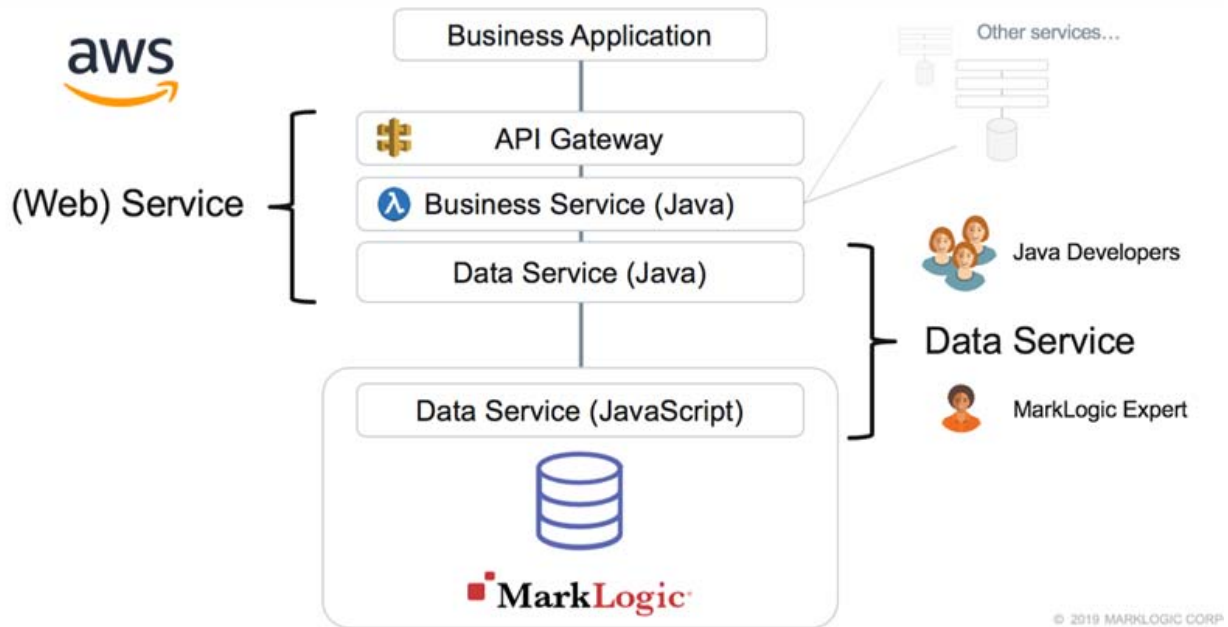 aws
Business Application
Other services…
API Gateway
(Web) Service
λ Business Service (Java)
Data Service (Java)
Java Developers
Data Service
Data Service (JavaScript)
MarkLogic Expert
MarkLogic
© 2019 MARKLOGIC CORP